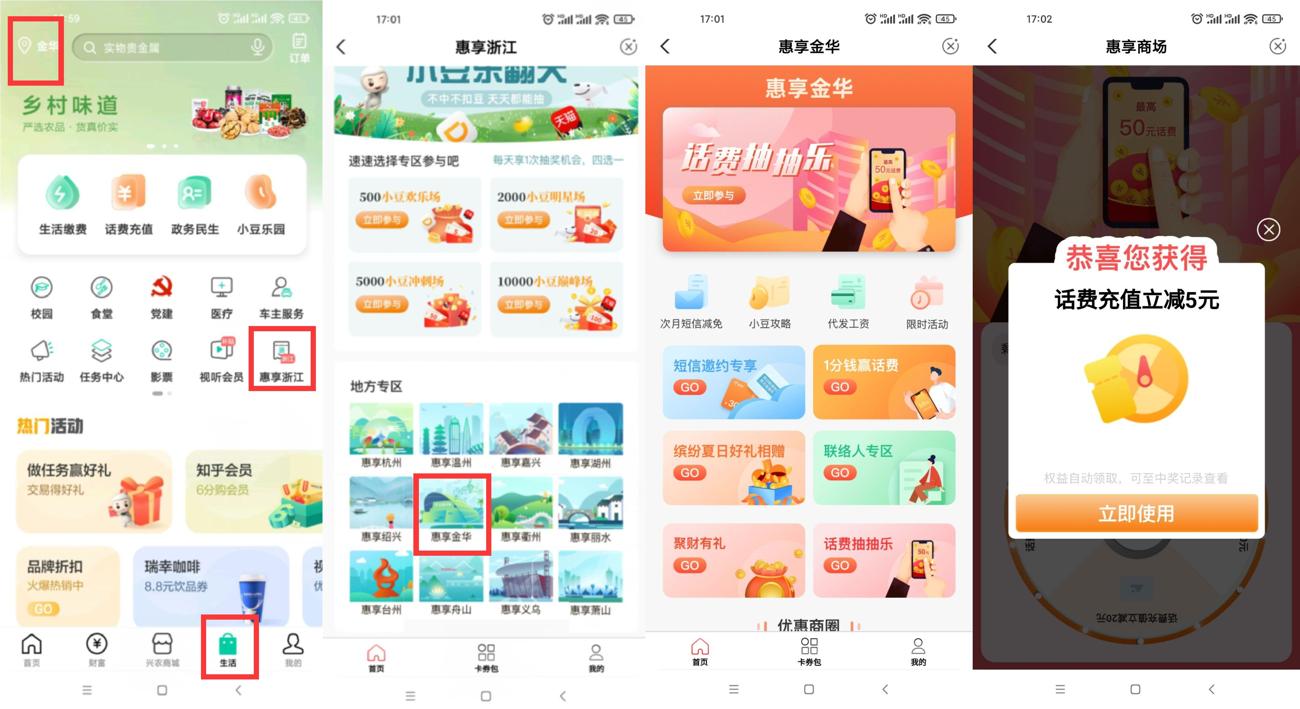 :59
45
金华
实物贵金属
订单
乡村味道
严选农品·货真价实
生活缴费
话费充值
政务民生
小豆乐园
校园
食堂
党建
医疗
车主服务
热门活动
任务中心
影票
视听会员
惠享浙江
热门活动
做任务赢好礼
交易得好礼
知乎会员
6分购会员
品牌折扣
火爆热销中
GO
瑞幸咖啡
8.8元饮品券
首页
财富
兴农商城
生活
我的
17:01
45
惠享浙江
小豆乐翻天
不中不扣豆 天天都能抽
天猫
速速选择专区参与吧
每天享1次抽奖机会，四选一
500小豆欢乐场
立即参与
2000小豆明星场
立即参与
5000小豆冲刺场
立即参与
10000小豆巅峰场
立即参与
地方专区
惠享杭州
惠享温州
惠享嘉兴
惠享湖州
惠享绍兴
惠享金华
惠享衢州
惠享丽水
惠享台州
惠享舟山
惠享义乌
惠享萧山
首页
卡券包
我的
17:01
45
惠享金华
惠享金华
话费抽抽乐
立即参与
最高
50元话费
次月短信减免
小豆攻略
代发工资
限时活动
短信邀约专享
GO
1分钱赢话费
GO
缤纷夏日好礼相赠
GO
联络人专区
GO
聚财有礼
GO
话费抽抽乐
GO
优惠商圈
首页
卡券包
我的
17:02
45
惠享商场
最高
50元话费
恭喜您获得
话费充值立减5元
权益自动领取，可至中奖记录查看
立即使用
话费充值立减20元